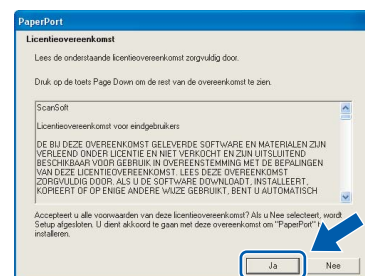 PaperPort
Licentieovereenkomst
Lees de onderstaande licentieovereenkomst zorgvuldig door.
Druk op de toets Page Down om de rest van de overeenkomst te zien.
ScanSoft
Licentieovereenkomst voor eindgebruikers
DE BIJ DEZE OVEREENKOMST GELEVERDE SOFTWARE EN MATERIALEN ZIJN
VERLEEND ONDER LICENTIE EN NIET VERKOCHT EN ZIJN UITSLUITEND
BESCHIKBAAR VOOR GEBRUIK IN OVEREENSTEMMING MET DE BEPALINGEN
VAN DEZE LICENTIEOVEREENKOMST. LEES DEZE OVEREENKOMST
ZORGVULDIG DOOR. ALS U DE SOFTWARE DOWNLOADT, INSTALLEERT,
KOPIEERT OF OP ENIGE ANDERE WIJZE GEBRUIKT, BENT U AUTOMATISCH
Accepteert u alle voorwaarden van deze licentieovereenkomst? Als u Nee selecteert, wordt
Setup afgesloten. U dient akkoord te gaan met deze overeenkomst om "PaperPort" t
installeren.
Ja
Nee